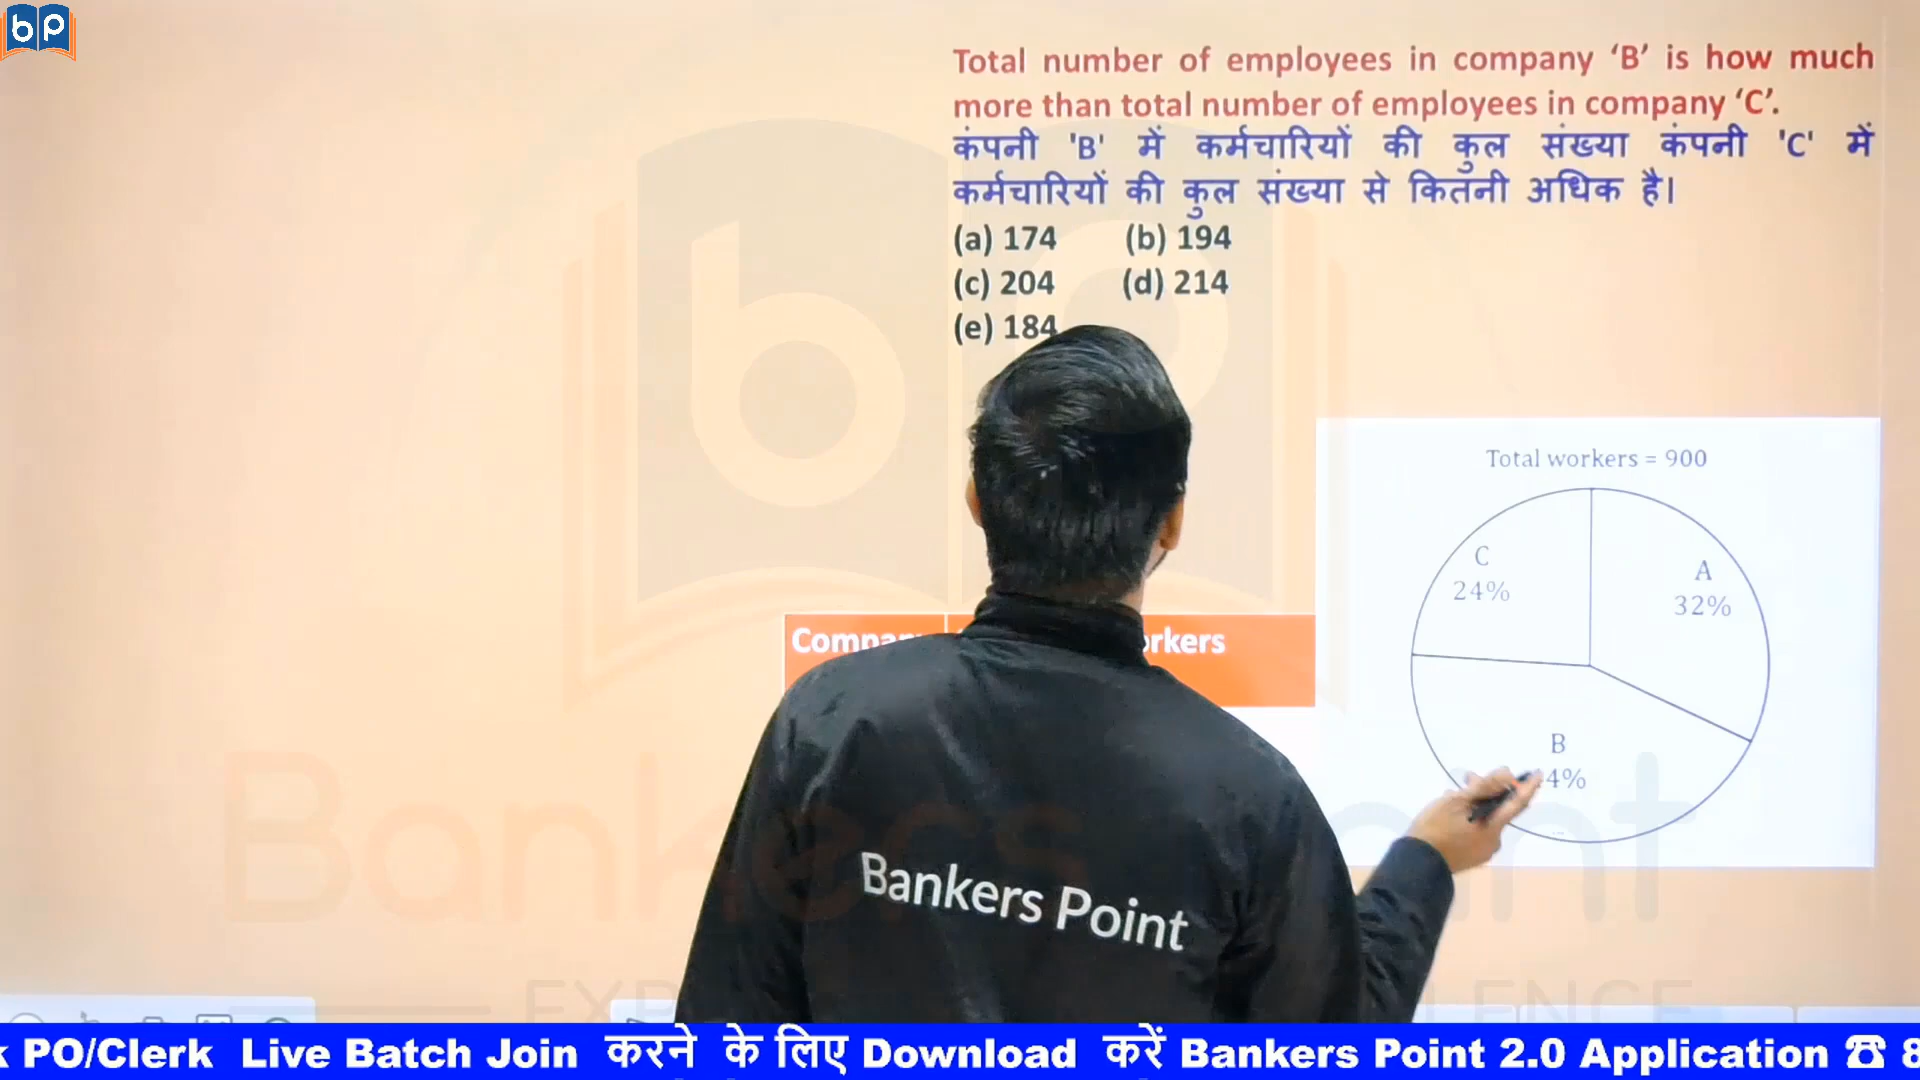 bp
Total number of employees in company ‘B’ is how much
more than total number of employees in company ‘C’.
कंपनी 'B' में कर्मचारियों की कुल संख्या कंपनी 'C' में
कर्मचारियों की कुल संख्या से कितनी अधिक है।
(a) 174 (b) 194
(c) 204 (d) 214
(e) 184
Total workers = 900
C
24%
A
32%
B
4%
Bankers Point
PO/Clerk Live Batch Join करने के लिए Download करें Bankers Point 2.0 Application ☎ 8